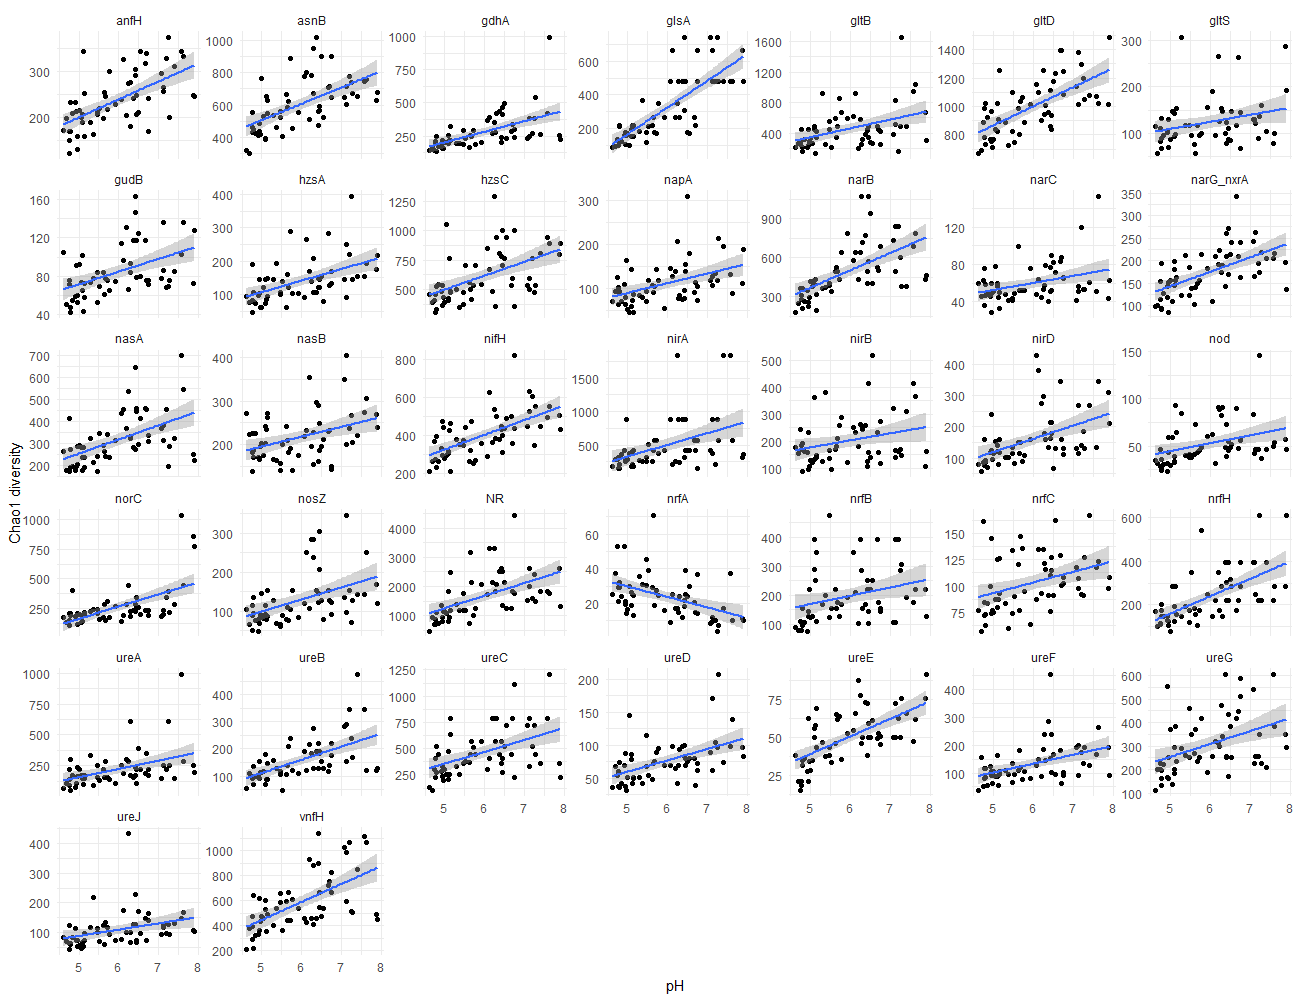 anfH asnB gdhA glsA gltB gltD gltS
300 200
1000 800 600 400
1000 750 500 250
600 400 200
1600 1200 800 400
1400 1200 1000 800
300 200 100
gudB hzsA hzsC napA narB narC narG_nxrA
160 120 80 40
400 300 200 100
1250 1000 750 500
300 200 100
900 600 300
120 80 40
350 300 250 200 150 100
nasA nasB nifH nirA nirB nirD nod
700 600 500 400 300 200
400 300 200
800 600 400 200
1500 1000 500
500 400 300 200 100
400 300 200 100
150 100 50
norC nosZ NR nrfA nrfB nrfC nrfH
1000 750 500 250
300 200 100
4000 3000 2000 1000
60 40 20
400 300 200 100
150 125 100 75
600 400 200
ureA ureB ureC ureD ureE ureF ureG
1000 750 500 250
400 300 200 100
1250 1000 750 500 250
200 150 100 50
75 50 25
400 300 200 100
600 500 400 300 200 100
5 6 7 8 5 6 7 8 5 6 7 8 5 6 7 8 5 6 7 8
ureJ vnfH
400 300 200 100
1000 800 600 400 200
5 6 7 8 5 6 7 8
Chao1 diversity
pH